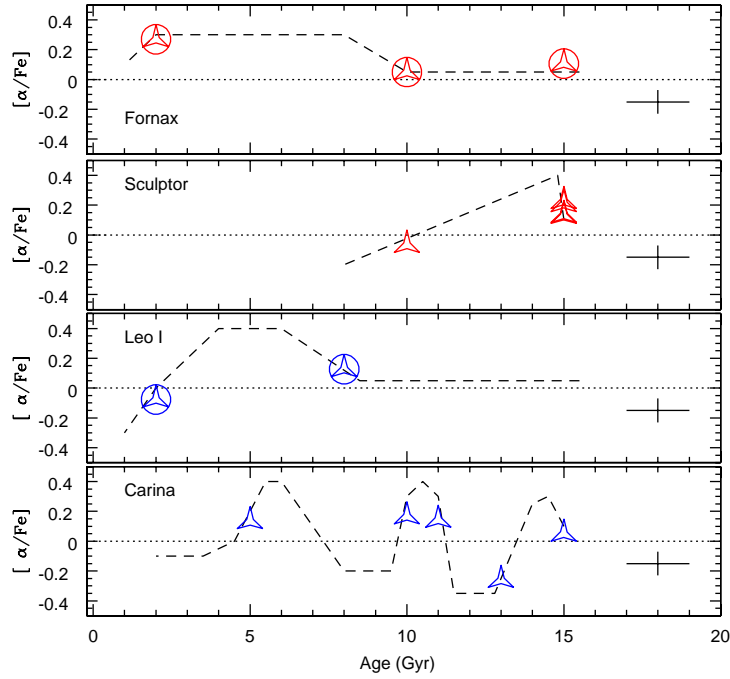 0.4
0.2
0
-0.2
-0.4
[α/Fe]
Fornax
0.4
0.2
0
-0.2
-0.4
[α/Fe]
Sculptor
0.4
0.2
0
-0.2
-0.4
[ α/Fe]
Leo I
0.4
0.2
0
-0.2
-0.4
[ α/Fe]
Carina
0 5 10 15 20
Age (Gyr)